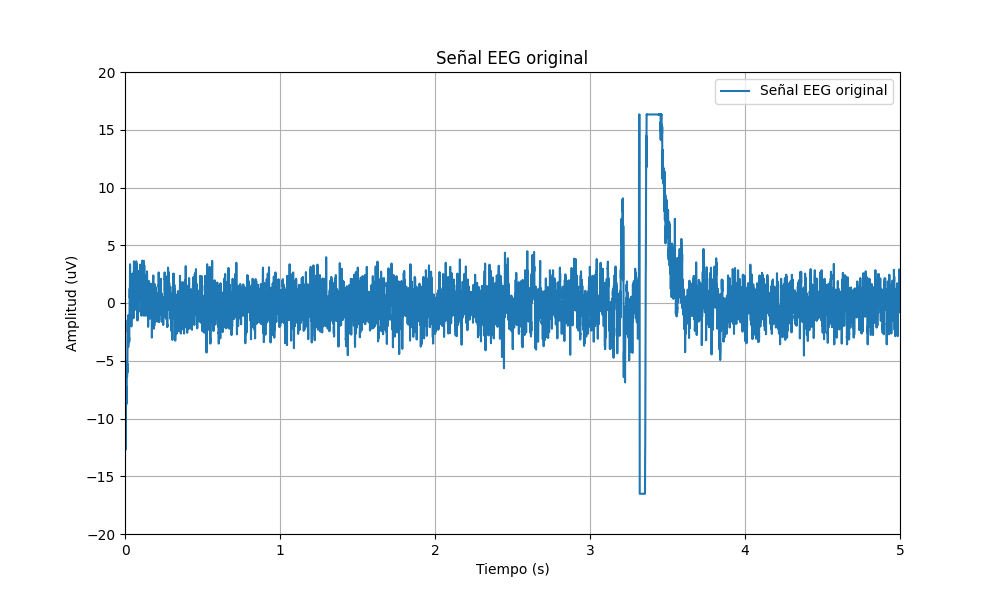 Señal EEG original
Señal EEG original
20
15
10
5
0
−5
−10
−15
−20
Amplitud (uV)
0 1 2 3 4 5
Tiempo (s)